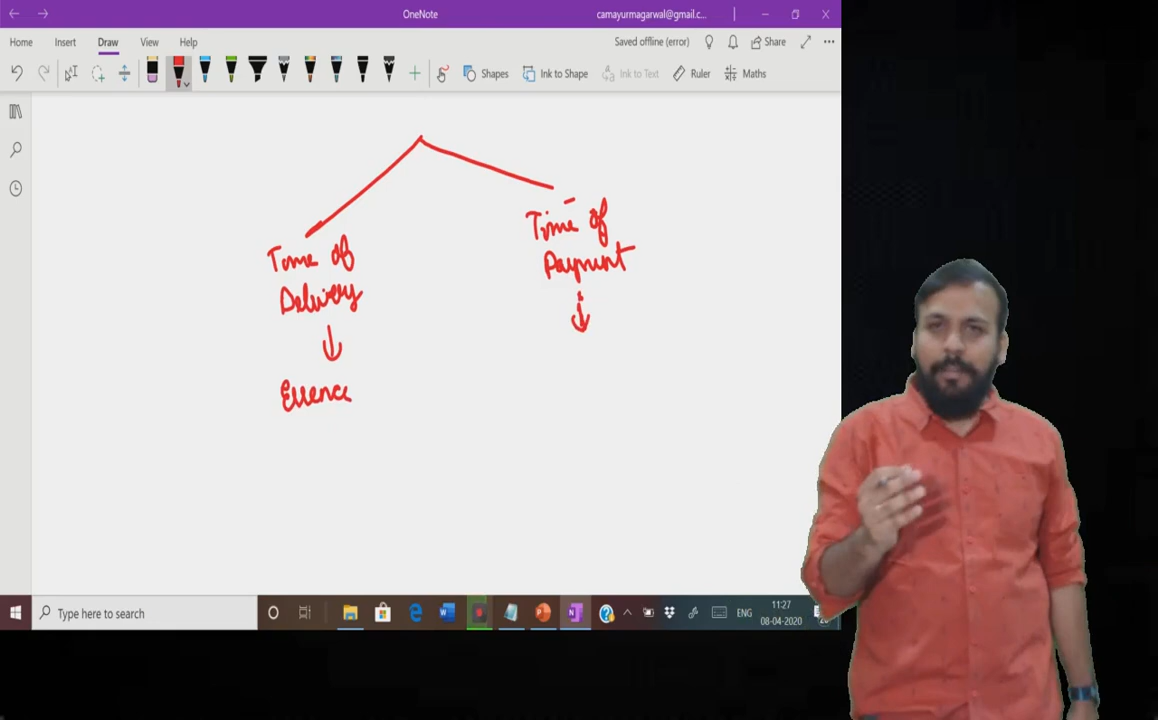 OneNote
camayurmagarwal@gmail.c...
Home Insert Draw View Help
Saved offline (error)
Share
Shapes
Ink to Shape
Ink to Text
Ruler
Maths
Time of
Delivery
Essence
Time of
Payment
Type here to search
ENG
11:27
08-04-2020